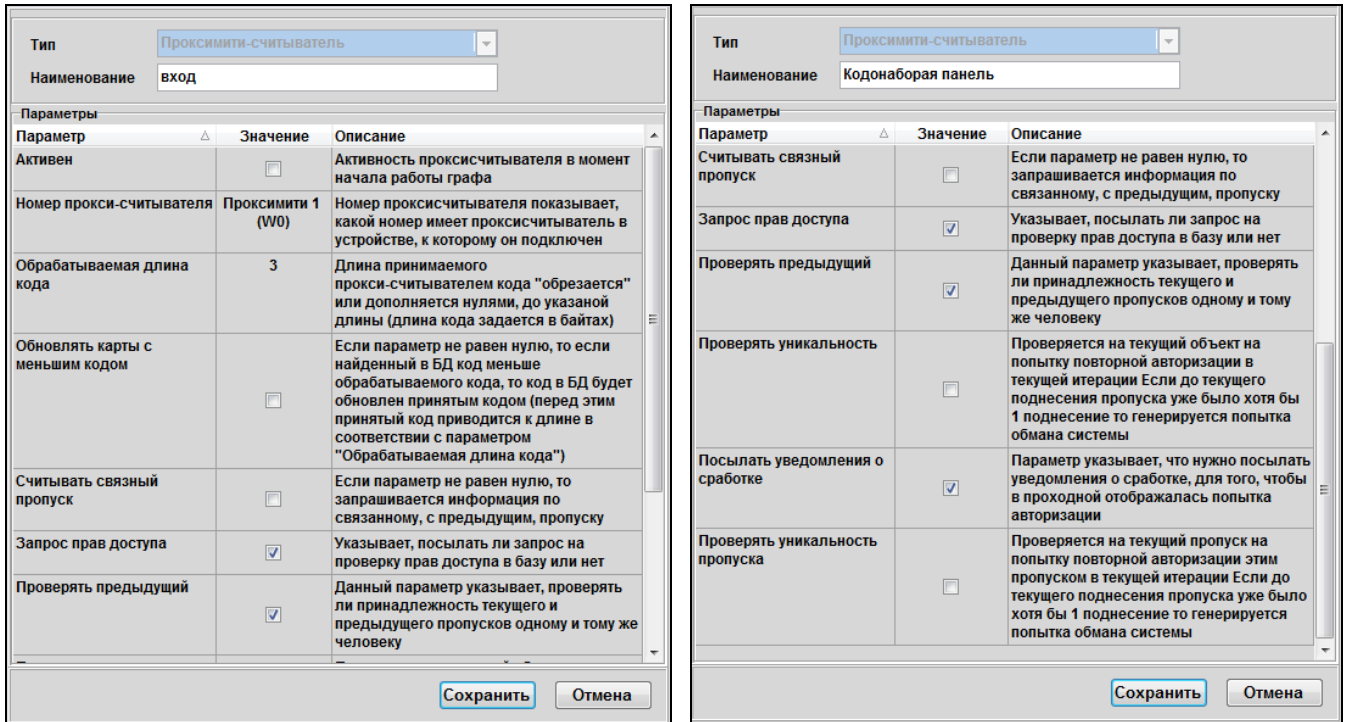 Тип Проксимити-считыватель
Наименование вход
Параметры
Параметр Значение Описание
Активен Активность проксисчитывателя в момент
начала работы графа
Номер прокси-считывателя Проксимити 1 Номер проксисчитывателя показывает,
(W0) какой номер имеет проксисчитыватель в
устройстве, к которому он подключен
Обрабатываемая длина 3 Длина принимаемого
кода прокси-считывателем кода "обрезается"
или дополняется нулями, до указаной
длины (длина кода задается в байтах)
Обновлять карты с Если параметр не равен нулю, то если
меньшим кодом найденный в БД код меньше
обрабатываемого кода, то код в БД будет
обновлен принятым кодом (перед этим
принятый код приводится к длине в
соответствии с параметром
"Обрабатываемая длина кода")
Считывать связный Если параметр не равен нулю, то
пропуск запрашивается информация по
связанному, с предыдущим, пропуску
Запрос прав доступа Указывает, посылать ли запрос на
проверку прав доступа в базу или нет
Проверять предыдущий Данный параметр указывает, проверять
ли принадлежность текущего и
предыдущего пропусков одному и тому же
человеку
Сохранить Отмена
Тип Проксимити-считыватель
Наименование Кодонаборая панель
Параметры
Параметр Значение Описание
Считывать связный Если параметр не равен нулю, то
пропуск запрашивается информация по
связанному, с предыдущим, пропуску
Запрос прав доступа Указывает, посылать ли запрос на
проверку прав доступа в базу или нет
Проверять предыдущий Данный параметр указывает, проверять
ли принадлежность текущего и
предыдущего пропусков одному и тому
же человеку
Проверять уникальность Проверяется на текущий объект на
попытку повторной авторизации в
текущей итерации Если до текущего
поднесения пропуска уже было хотя бы
1 поднесение то генерируется попытка
обмана системы
Посылать уведомления о Параметр указывает, что нужно посылать
сработке уведомления о сработке, для того, чтобы
в проходной отображалась попытка
авторизации
Проверять уникальность Проверяется на текущий пропуск на
пропуска попытку повторной авторизации этим
пропуском в текущей итерации Если до
текущего поднесения пропуска уже было
хотя бы 1 поднесение то генерируется
попытка обмана системы
Сохранить Отмена